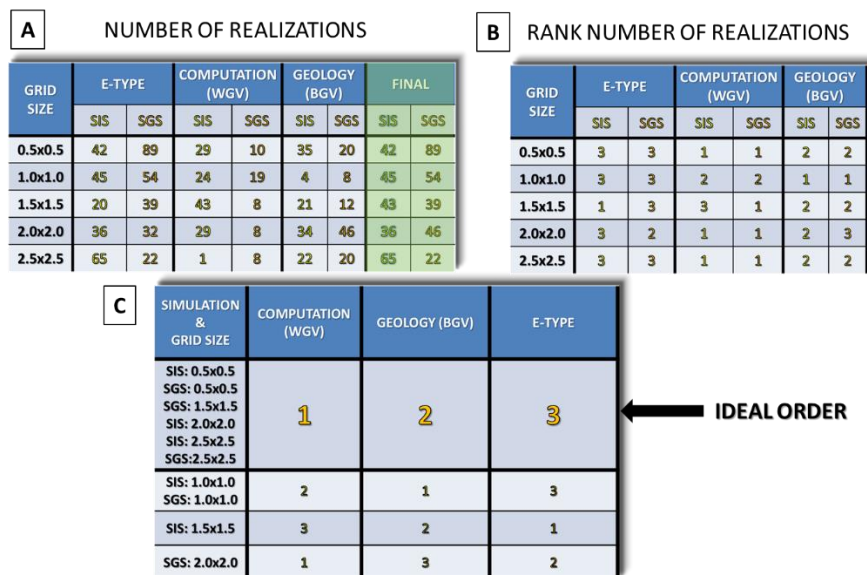 A
NUMBER OF REALIZATIONS
GRID SIZE E-TYPE COMPUTATION (WGV) GEOLOGY (BGV) FINAL
SIS SGS SIS SGS SIS SGS SIS SGS
0.5x0.5 42 89 29 10 35 20 42 89
1.0x1.0 45 54 24 19 4 8 45 54
1.5x1.5 20 39 43 8 21 12 43 39
2.0x2.0 36 32 29 8 34 46 36 46
2.5x2.5 65 22 1 8 22 20 65 22
B
RANK NUMBER OF REALIZATIONS
GRID SIZE E-TYPE COMPUTATION (WGV) GEOLOGY (BGV)
SIS SGS SIS SGS SIS SGS
0.5x0.5 3 3 1 1 2 2
1.0x1.0 3 3 2 2 1 1
1.5x1.5 1 3 3 1 2 2
2.0x2.0 3 2 1 1 2 3
2.5x2.5 3 3 1 1 2 2
C
SIMULATION & GRID SIZE COMPUTATION (WGV) GEOLOGY (BGV) E-TYPE
SIS: 0.5x0.5
SGS: 0.5x0.5
SGS: 1.5x1.5
SIS: 2.0x2.0
SIS: 2.5x2.5
SGS:2.5x2.5
1 2 3
IDEAL ORDER
SIS: 1.0x1.0
SGS: 1.0x1.0
2 1 3
SIS: 1.5x1.5 3 2 1
SGS: 2.0x2.0 1 3 2